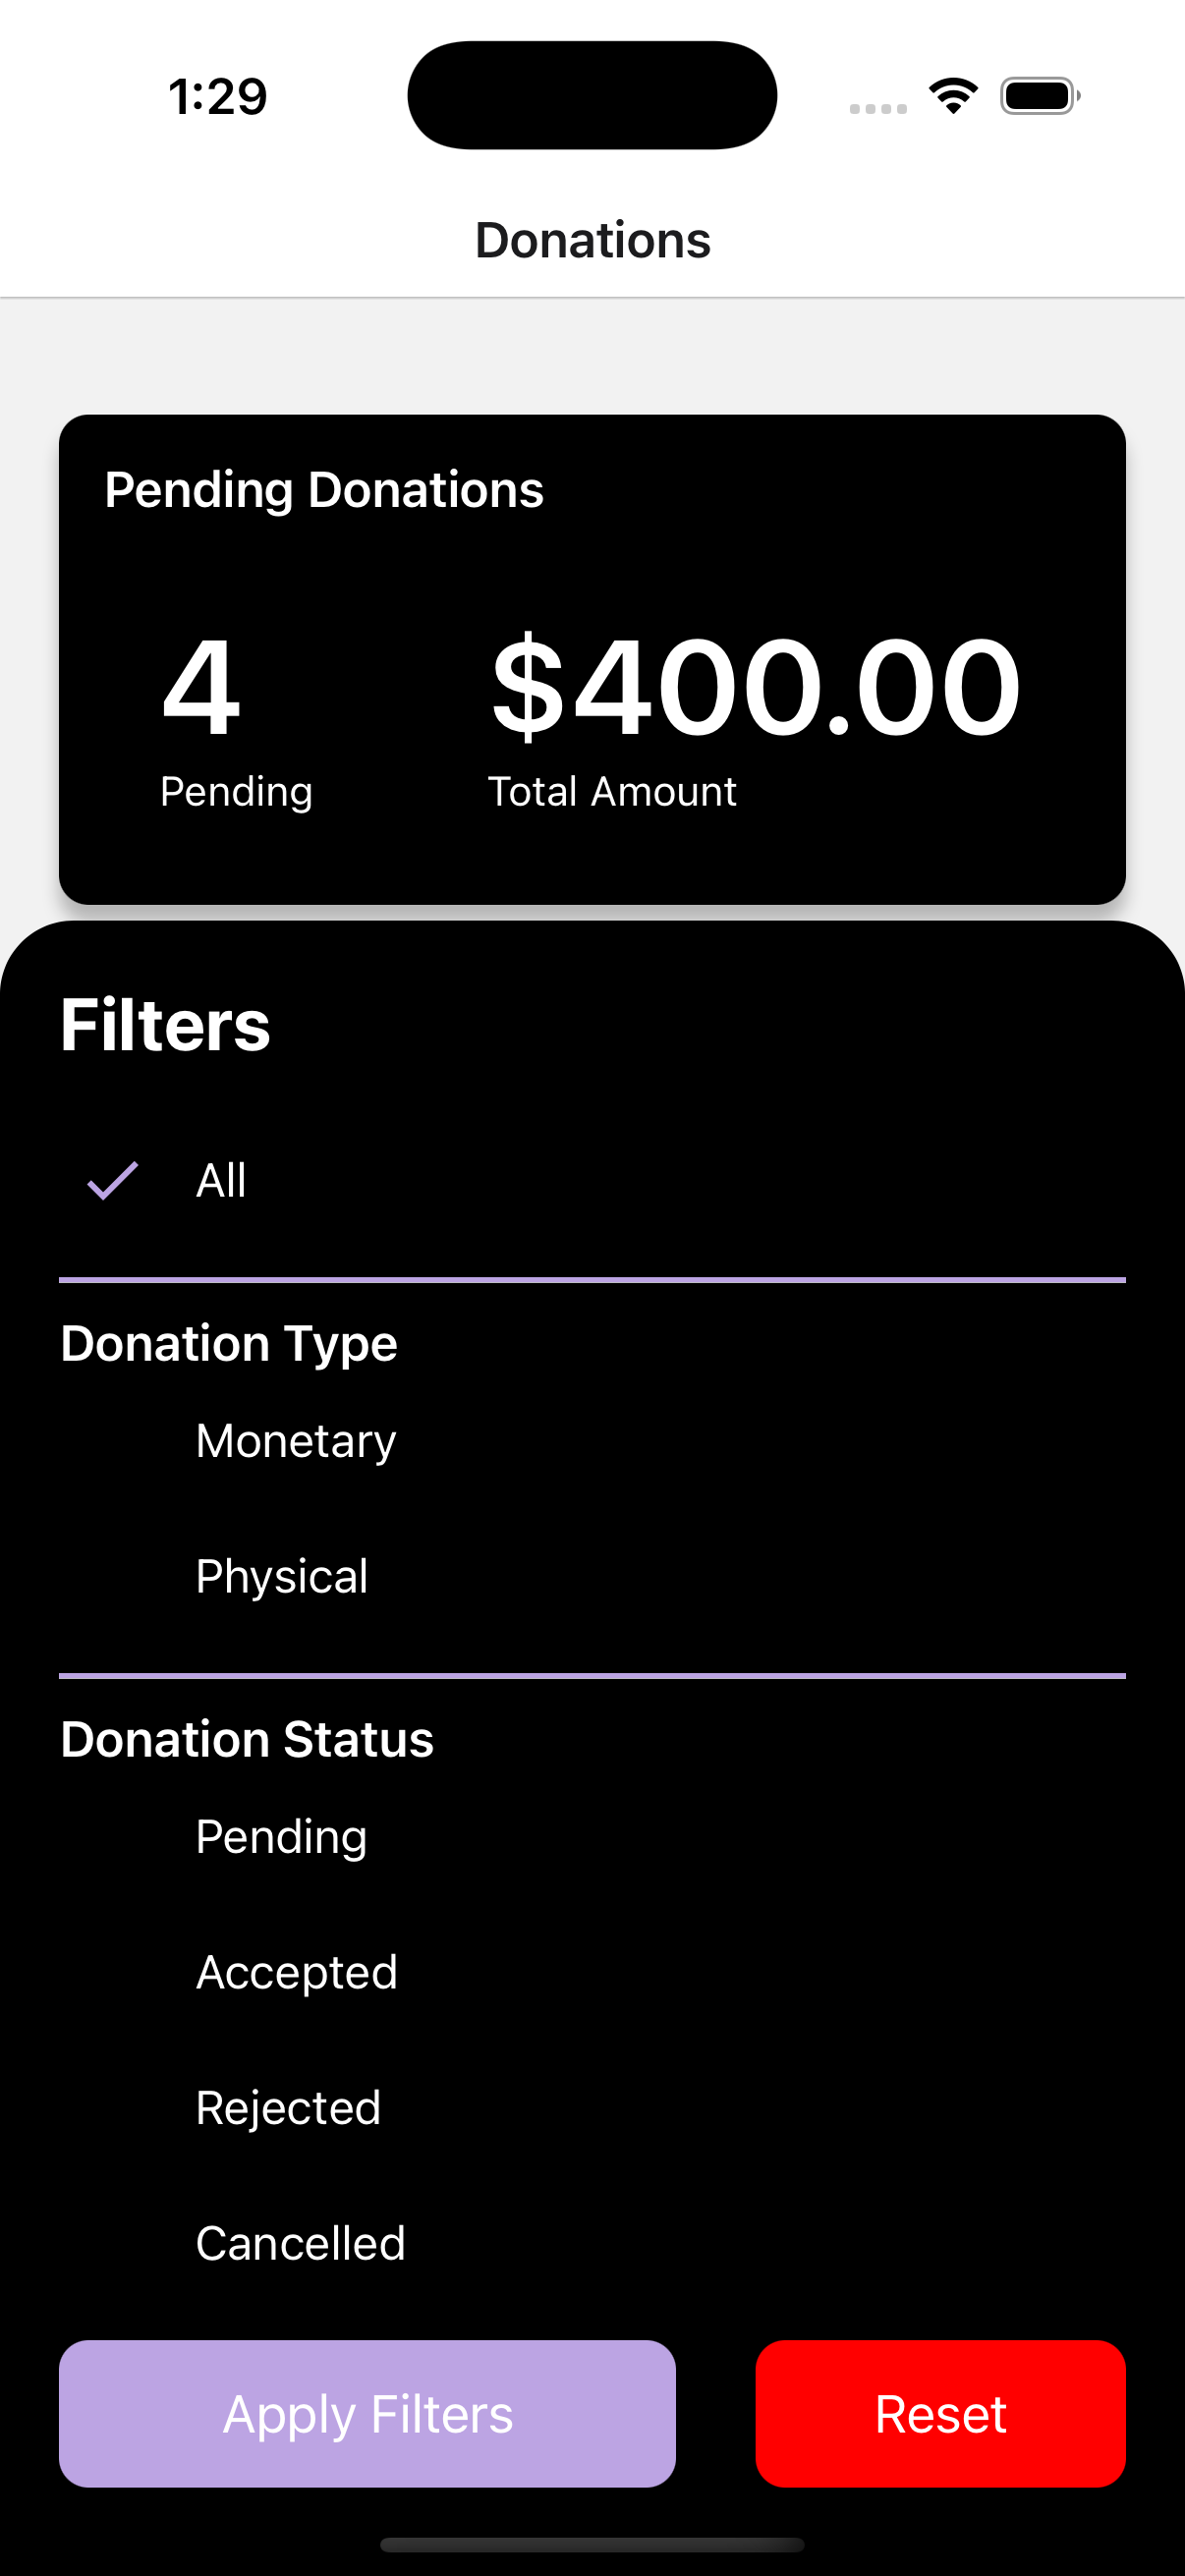 1:29
Donations
Pending Donations
4 $400.00
Pending Total Amount
Filters
All
Donation Type
Monetary
Physical
Donation Status
Pending
Accepted
Rejected
Cancelled
Apply Filters Reset